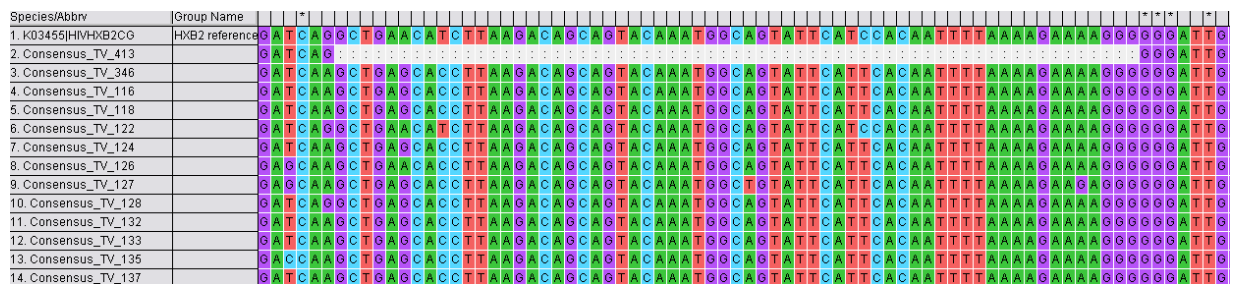 Species/Abbrv Group Name * * * * *
1. K03455|HIVHXB2CG HXB2 reference G A T C A G G C T G A A C A T C T T A A G A C A G C A G T A C A A A T G G C A G T A T T C A T C C A C A A T T T T A A A A G A A A A G G G G G G A T T G
2. Consensus_TV_413 G A T C A G . . . . . . . . . . . . . . . . . . . . . . . . . . . . . . . . . . . . . . . . . . . . . . . . . . . . . . . . . . . . . . . G G G A T T G
3. Consensus_TV_346 G A T C A A G C T G A G C A C C T T A A G A C A G C A G T A C A A A T G G C A G T A T T C A T T C A C A A T T T T A A A A G A A A A G G G G G G A T T G
4. Consensus_TV_116 G A T C A A G C T G A G C A C C T T A A G A C A G C A G T A C A A A T G G C A G T A T T C A T T C A C A A T T T T A A A A G A A A A G G G G G G A T T G
5. Consensus_TV_118 G A T C A A G C T G A G C A C C T T A A G A C A G C A G T A C A A A T G G C A G T A T T C A T T C A C A A T T T T A A A A G A A A A G G G G G G A T T G
6. Consensus_TV_122 G A T C A G G C T G A A C A T C T T A A G A C A G C A G T A C A A A T G G C A G T A T T C A T C C A C A A T T T T A A A A G A A A A G G G G G G A T T G
7. Consensus_TV_124 G A T C A A G C T G A G C A C C T T A A G A C A G C A G T A C A A A T G G C A G T A T T C A T T C A C A A T T T T A A A A G A A A A G G G G G G A T T G
8. Consensus_TV_126 G A G C A A G C T G A A C A C C T T A A G A C A G C A G T A C A A A T G G C A G T A T T C A T T C A C A A T T T T A A A A G A A A A G G G G G G A T T G
9. Consensus_TV_127 G A G C A A G C T G A G C A C C T T A A G A C A G C A G T A C A A A T G G C T G T A T T C A T T C A C A A T T T T A A A A G A A G A G G G G G G A T T G
10. Consensus_TV_128 G A T C A G G C T G A G C A C C T T A A G A C A G C A G T A C A A A T G G C A G T A T T C A T T C A C A A T T T T A A A A G A A A A G G G G G G A T T G
11. Consensus_TV_132 G A T C A A G C T G A G C A C C T T A A G A C A G C A G T A C A A A T G G C A G T A T T C A T T C A C A A T T T T A A A A G A A A A G G G G G G A T T G
12. Consensus_TV_133 G A T C A A G C T G A G C A C C T T A A G A C A G C A G T A C A A A T G G C A G T A T T C A T T C A C A A T T T T A A A A G A A A A G G G G G G A T T G
13. Consensus_TV_135 G A C C A A G C T G A G C A C C T T A A G A C A G C A G T A C A A A T G G C A G T A T T C A T T C A C A A T T T T A A A A G A A A A G G G G G G A T T G
14. Consensus_TV_137 G A T C A A G C T G A G C A C C T T A A G A C A G C A G T A C A A A T G G C A G T A T T C A T T C A C A A T T T T A A A A G A A A A G G G G G G A T T G